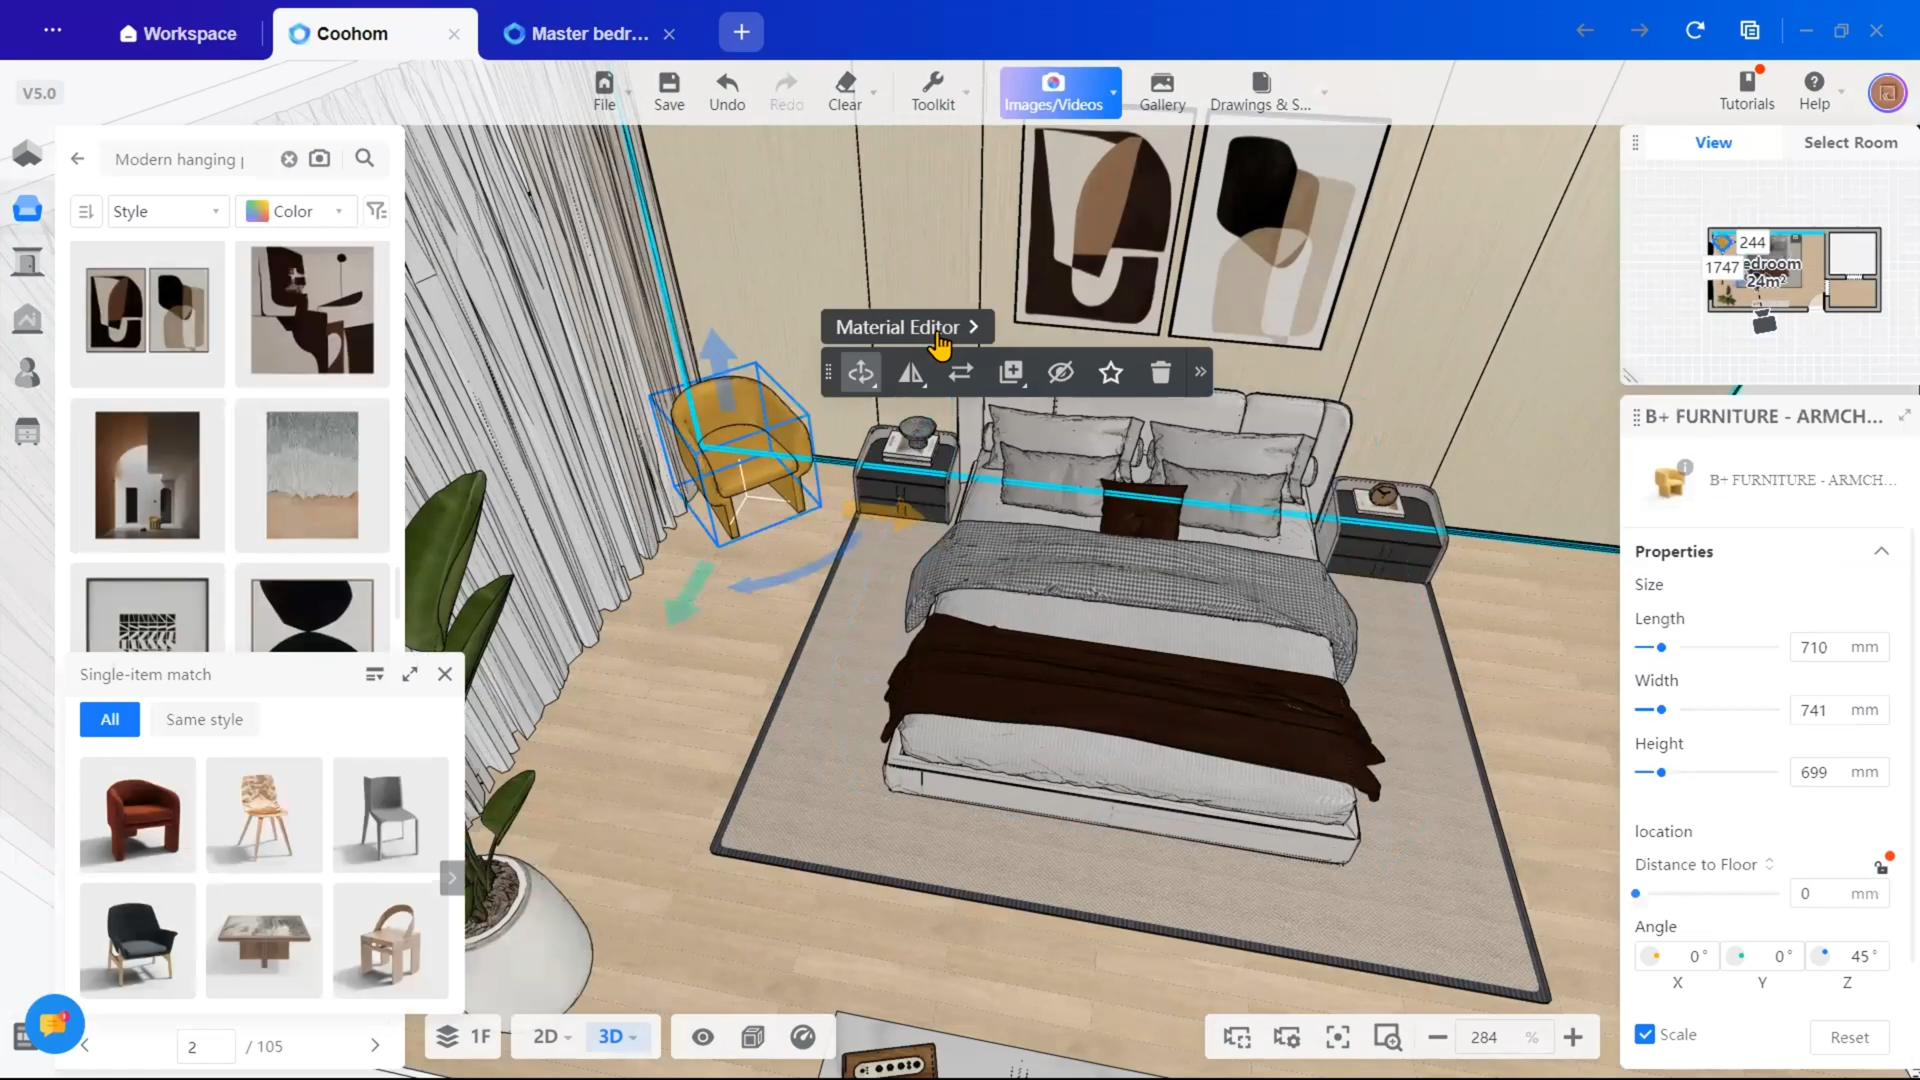 Workspace
Coohom
Master bedr...
V5.0
File
Save
Undo
Redo
Clear
Toolkit
Images/Videos
Gallery
Drawings & S...
Tutorials
Help
Modern hanging p
Style
Color
Material Editor
View
Select Room
244
1747
edroom
24m²
B+ FURNITURE - ARMCH...
B+ FURNITURE - ARMCH...
Properties
Size
Length
710 mm
Width
741 mm
Height
699 mm
location
Distance to Floor
0 mm
Angle
0° 0° 45°
X Y Z
Scale
Reset
Single-item match
All
Same style
2 / 105
1F
2D
3D
284 %